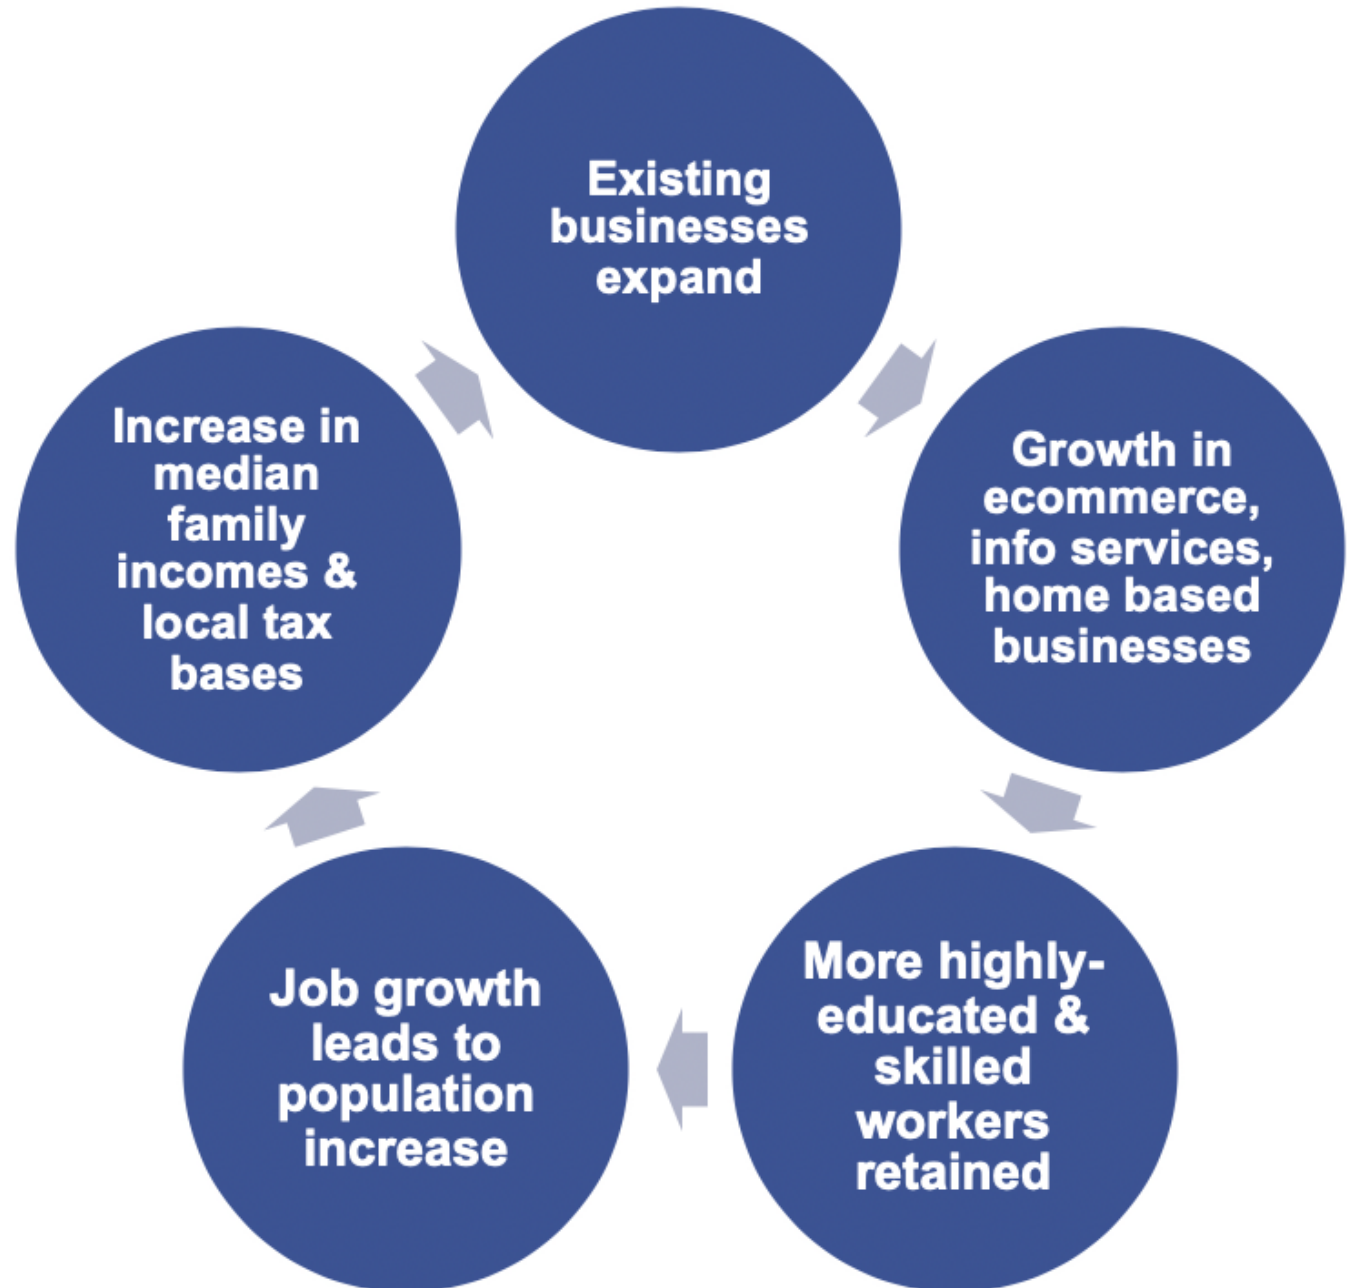 Existing
businesses
expand
Growth in
ecommerce,
info services,
home based
businesses
More highly-
educated &
skilled
workers
retained
Job growth
leads to
population
increase
Increase in
median
family
incomes &
local tax
bases